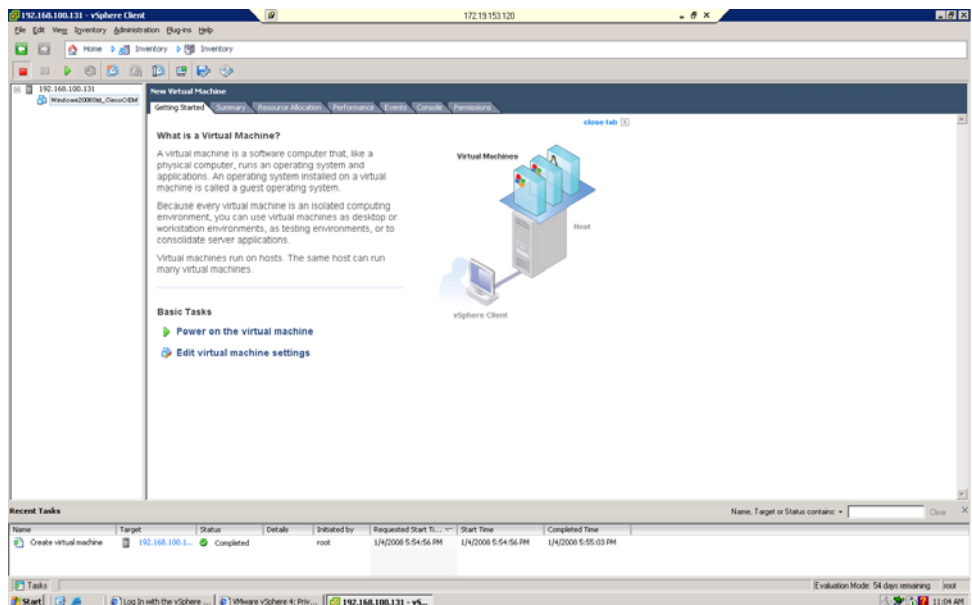 192.168.100.131 - vSphere Client
172.19.153.120
File Edit View Inventory Administration Plug-ins Help
Home Inventory Inventory
192.168.100.131
New Virtual Machine
Getting Started Summary Resource Allocation Performance Events Console Permissions
close tab
What is a Virtual Machine?
A virtual machine is a software computer that, like a
physical computer, runs an operating system and
applications. An operating system installed on a virtual
machine is called a guest operating system.
Because every virtual machine is an isolated computing
environment, you can use virtual machines as desktop or
workstation environments, as testing environments, or to
consolidate server applications.
Virtual machines run on hosts. The same host can run
many virtual machines.
Virtual Machines
Host
vSphere Client
Basic Tasks
Power on the virtual machine
Edit virtual machine settings
Recent Tasks
Name, Target or Status contains:
Clear
Name Target Status Details Initiated by Requested Start Ti... Start Time Completed Time
Create virtual machine 192.168.100.1... Completed root 1/4/2008 5:54:56 PM 1/4/2008 5:54:56 PM 1/4/2008 5:55:03 PM
Tasks
Evaluation Mode: 54 days remaining root
Start Log In with the vSphere ... VMware vSphere 4: Priv... 192.168.100.131 - vS... 11:04 AM